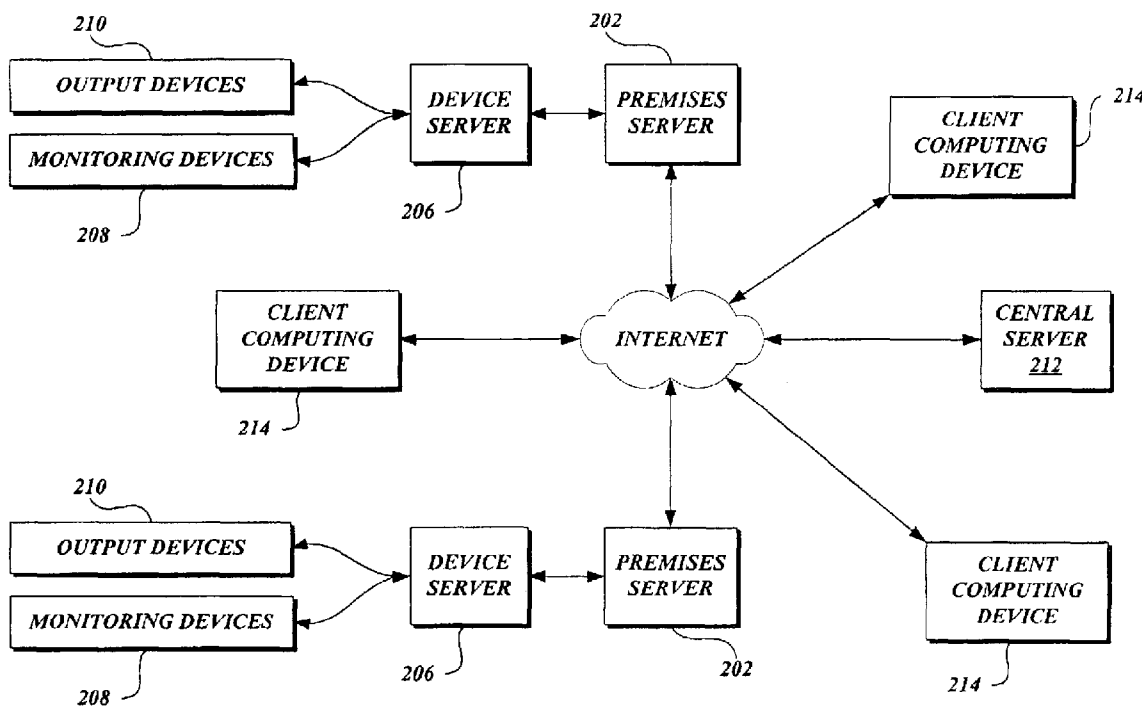 210
202
OUTPUT DEVICES
MONITORING DEVICES
DEVICE
SERVER
PREMISES
SERVER
CLIENT
COMPUTING
DEVICE
214
208
206
CLIENT
COMPUTING
DEVICE
214
INTERNET
CENTRAL
SERVER
212
210
OUTPUT DEVICES
MONITORING DEVICES
DEVICE
SERVER
PREMISES
SERVER
CLIENT
COMPUTING
DEVICE
208
206
202
214